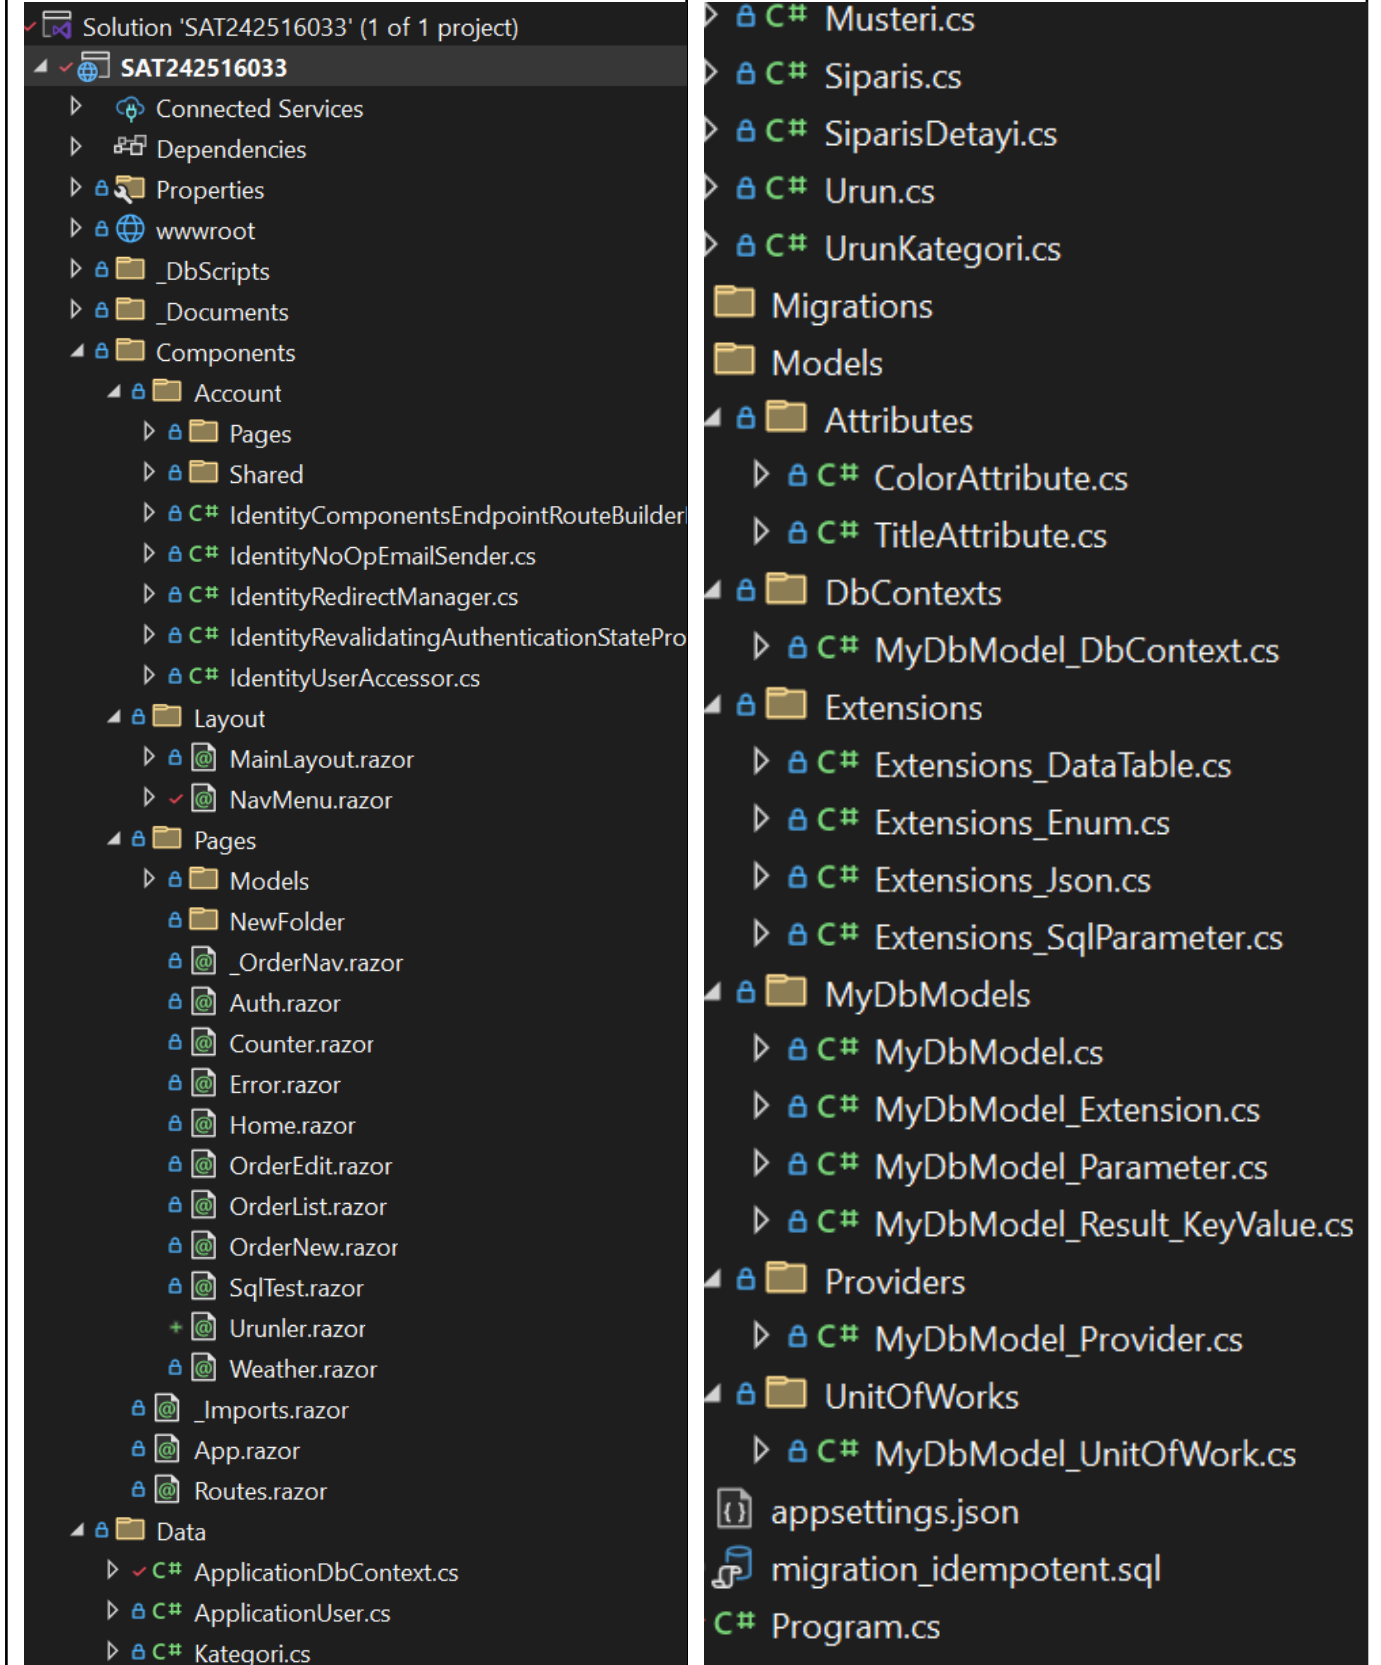 Solution 'SAT242516033' (1 of 1 project)
SAT242516033
Connected Services
Dependencies
Properties
wwwroot
_DbScripts
_Documents
Components
Account
Pages
Shared
C# IdentityComponentsEndpointRouteBuilder
C# IdentityNoOpEmailSender.cs
C# IdentityRedirectManager.cs
C# IdentityRevalidatingAuthenticationStatePro
C# IdentityUserAccessor.cs
Layout
@ MainLayout.razor
@ NavMenu.razor
Pages
Models
NewFolder
@ _OrderNav.razor
@ Auth.razor
@ Counter.razor
@ Error.razor
@ Home.razor
@ OrderEdit.razor
@ OrderList.razor
@ OrderNew.razor
@ SqlTest.razor
@ Urunler.razor
@ Weather.razor
@ _Imports.razor
@ App.razor
@ Routes.razor
Data
C# ApplicationDbContext.cs
C# ApplicationUser.cs
C# Kategori.cs
C# Musteri.cs
C# Siparis.cs
C# SiparisDetayi.cs
C# Urun.cs
C# UrunKategori.cs
Migrations
Models
Attributes
C# ColorAttribute.cs
C# TitleAttribute.cs
DbContexts
C# MyDbModel_DbContext.cs
Extensions
C# Extensions_DataTable.cs
C# Extensions_Enum.cs
C# Extensions_Json.cs
C# Extensions_SqlParameter.cs
MyDbModels
C# MyDbModel.cs
C# MyDbModel_Extension.cs
C# MyDbModel_Parameter.cs
C# MyDbModel_Result_KeyValue.cs
Providers
C# MyDbModel_Provider.cs
UnitOfWorks
C# MyDbModel_UnitOfWork.cs
appsettings.json
migration_idempotent.sql
C# Program.cs